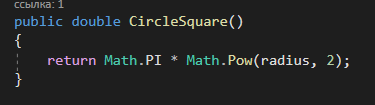 ссылка: 1
public double CircleSquare()
{
return Math.PI * Math.Pow(radius, 2);
}